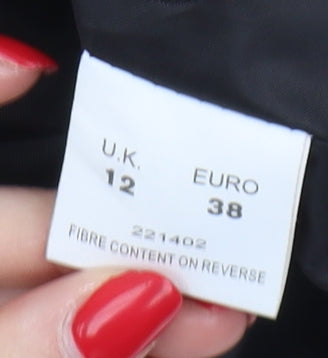 U.K. EURO
12 38
221402
FIBRE CONTENT ON REVERSE